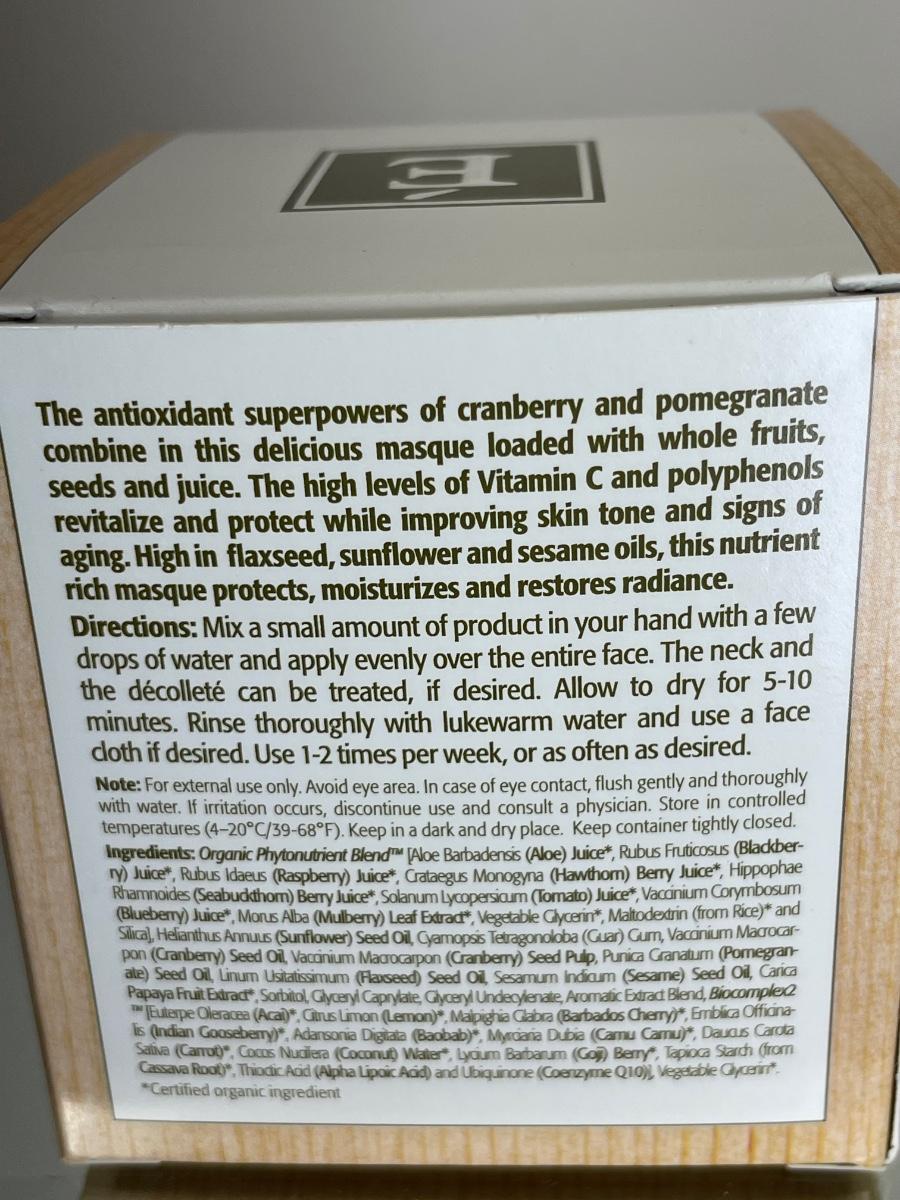 É
The antioxidant superpowers of cranberry and pomegranate
combine in this delicious masque loaded with whole fruits,
seeds and juice. The high levels of Vitamin C and polyphenols
revitalize and protect while improving skin tone and signs of
aging. High in flaxseed, sunflower and sesame oils, this nutrient
rich masque protects, moisturizes and restores radiance.
Directions: Mix a small amount of product in your hand with a few
drops of water and apply evenly over the entire face. The neck and
the décolleté can be treated, if desired. Allow to dry for 5-10
minutes. Rinse thoroughly with lukewarm water and use a face
cloth if desired. Use 1-2 times per week, or as often as desired.
Note: For external use only. Avoid eye area. In case of eye contact, flush gently and thoroughly
with water. If irritation occurs, discontinue use and consult a physician. Store in controlled
temperatures (4–20°C/39-68°F). Keep in a dark and dry place. Keep container tightly closed.
Ingredients: Organic Phytonutrient Blend™ [Aloe Barbadensis (Aloe) Juice*, Rubus Fruticosus (Blackber-
ry) Juice*, Rubus Idaeus (Raspberry) Juice*, Crataegus Monogyna (Hawthorn) Berry Juice*, Hippophae
Rhamnoides (Seabuckthorn) Berry Juice*, Solanum Lycopersicum (Tomato) Juice*, Vaccinium Corymbosum
(Blueberry) Juice*, Morus Alba (Mulberry) Leaf Extract*, Vegetable Glycerin*, Maltodextrin (from Rice)* and
Silica], Helianthus Annuus (Sunflower) Seed Oil, Cyamopsis Tetragonoloba (Guar) Gum, Vaccinium Macrocar-
pon (Cranberry) Seed Oil, Vaccinium Macrocarpon (Cranberry) Seed Pulp, Punica Granatum (Pomegran-
ate) Seed Oil, Linum Usitatissimum (Flaxseed) Seed Oil, Sesamum Indicum (Sesame) Seed Oil, Carica
Papaya Fruit Extract*, Sorbitol, Glyceryl Caprylate, Glyceryl Undecylenate, Aromatic Extract Blend, Biocomplex2
™ [Euterpe Oleracea (Acai)*, Citrus Limon (Lemon)*, Malpighia Glabra (Barbados Cherry)*, Emblica Officina-
lis (Indian Gooseberry)*, Adansonia Digitata (Baobab)*, Myrciaria Dubia (Camu Camu)*, Daucus Carota
Sativa (Carrot)*, Cocos Nucifera (Coconut) Water*, Lycium Barbarum (Goji) Berry*, Tapioca Starch (from
Cassava Root)*, Thioctic Acid (Alpha Lipoic Acid) and Ubiquinone (Coenzyme Q10)], Vegetable Glycerin*.
*Certified organic ingredient